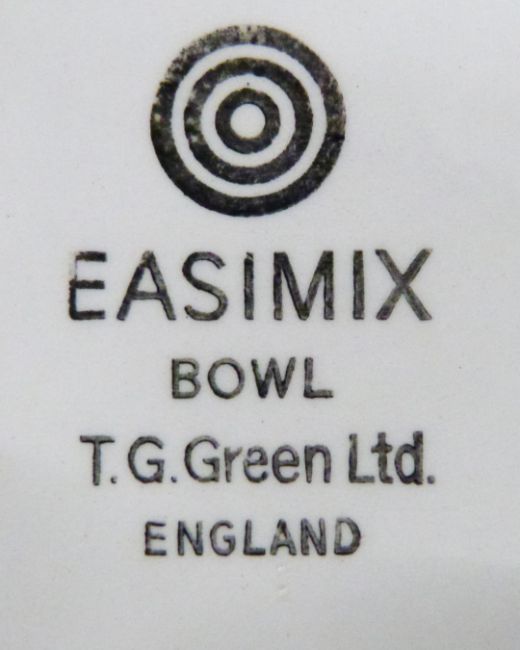 EASIMIX
BOWL
T.G.Green Ltd.
ENGLAND